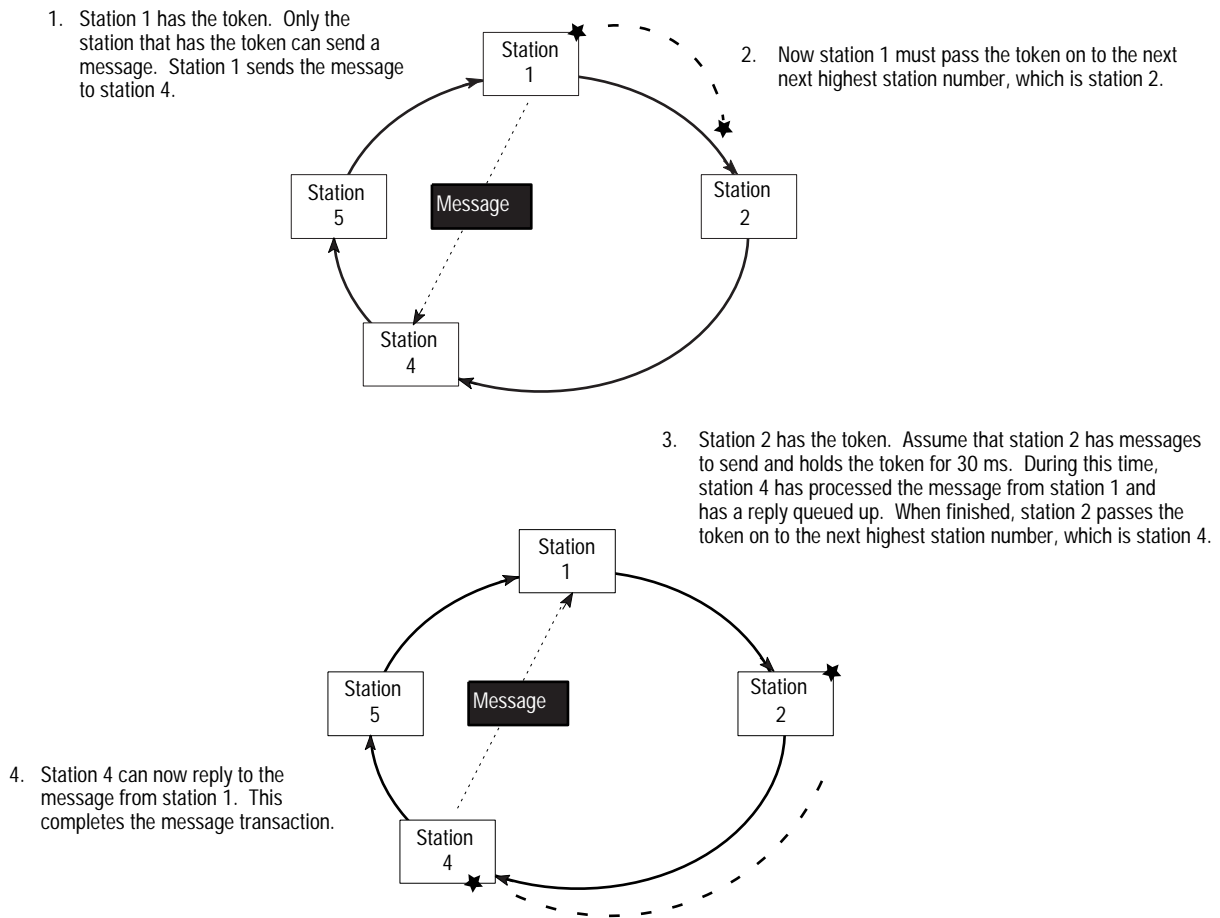 1. Station 1 has the token. Only the
station that has the token can send a
message. Station 1 sends the message
to station 4.
Station
1
2. Now station 1 must pass the token on to the next
next highest station number, which is station 2.
Station
5
Message
Station
2
Station
4
3. Station 2 has the token. Assume that station 2 has messages
to send and holds the token for 30 ms. During this time,
station 4 has processed the message from station 1 and
has a reply queued up. When finished, station 2 passes the
token on to the next highest station number, which is station 4.
Station
1
Station
5
Message
Station
2
4. Station 4 can now reply to the
message from station 1. This
completes the message transaction.
Station
4